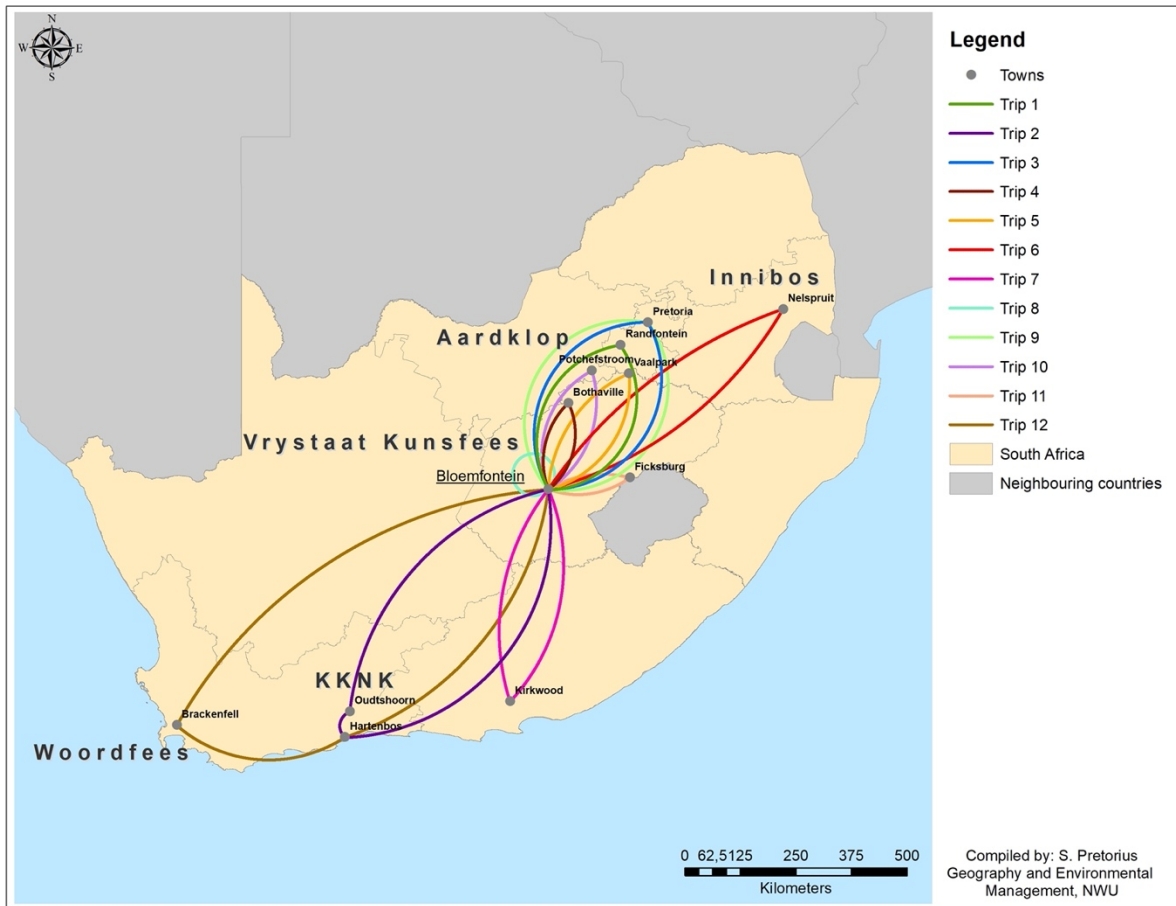 N
W E
S
Innibos
Nelspruit
Pretoria
Aardklop
Randfontein
Potchefstroom
Vaalpark
Bothaville
Vrystaat Kunsfees
Bloemfontein
Ficksburg
KKNK
Oudtshoorn
Kirkwood
Brackenfell
Hartenbos
Woordfees
Legend
Towns
Trip 1
Trip 2
Trip 3
Trip 4
Trip 5
Trip 6
Trip 7
Trip 8
Trip 9
Trip 10
Trip 11
Trip 12
South Africa
Neighbouring countries
0 62,5125 250 375 500
Kilometers
Compiled by: S. Pretorius
Geography and Environmental
Management, NWU